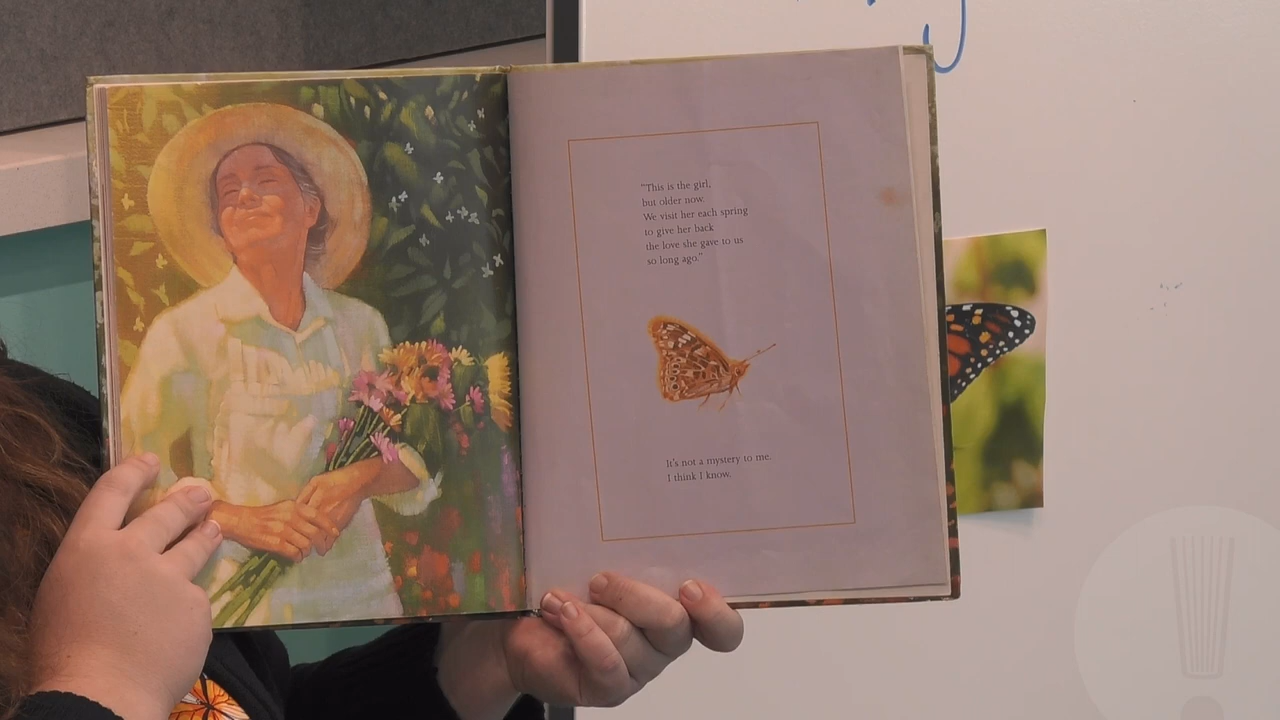 "This is the girl,
but older now.
We visit her each spring
to give her back
the love she gave to us
so long ago."
It's not a mystery to me.
I think I know.